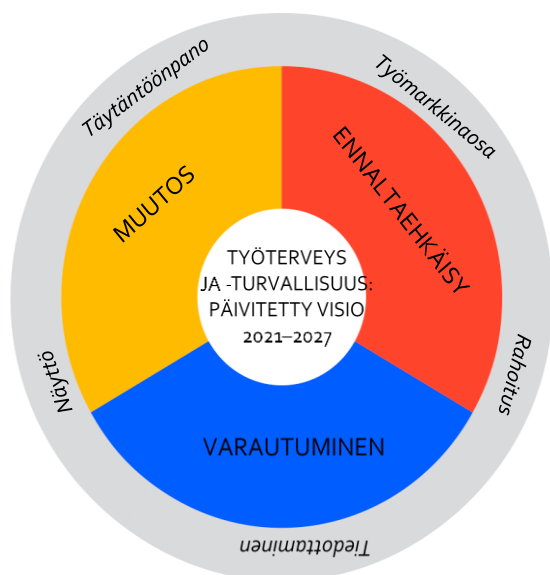 Täytäntöönpano
Työmarkkinaosa
MUUTOS
ENNALTAEHKÄISY
TYÖTERVEYS
JA -TURVALLISUUS:
PÄIVITETTY VISIO
2021–2027
Näyttö
Rahoitus
VARAUTUMINEN
Tiedottaminen